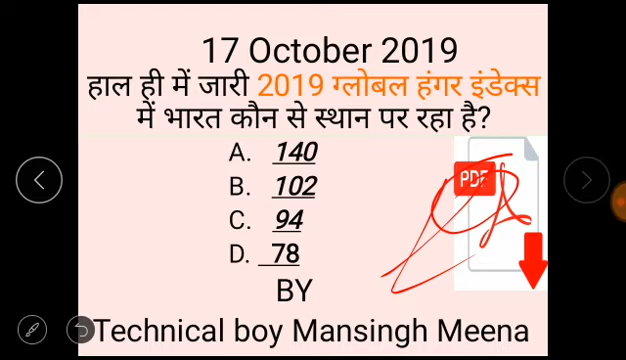 17 October 2019
हाल ही में जारी 2019 ग्लोबल हंगर इंडेक्स
में भारत कौन से स्थान पर रहा है?
A. 140
B. 102
C. 94
D. 78
PDF
BY
Technical boy Mansingh Meena